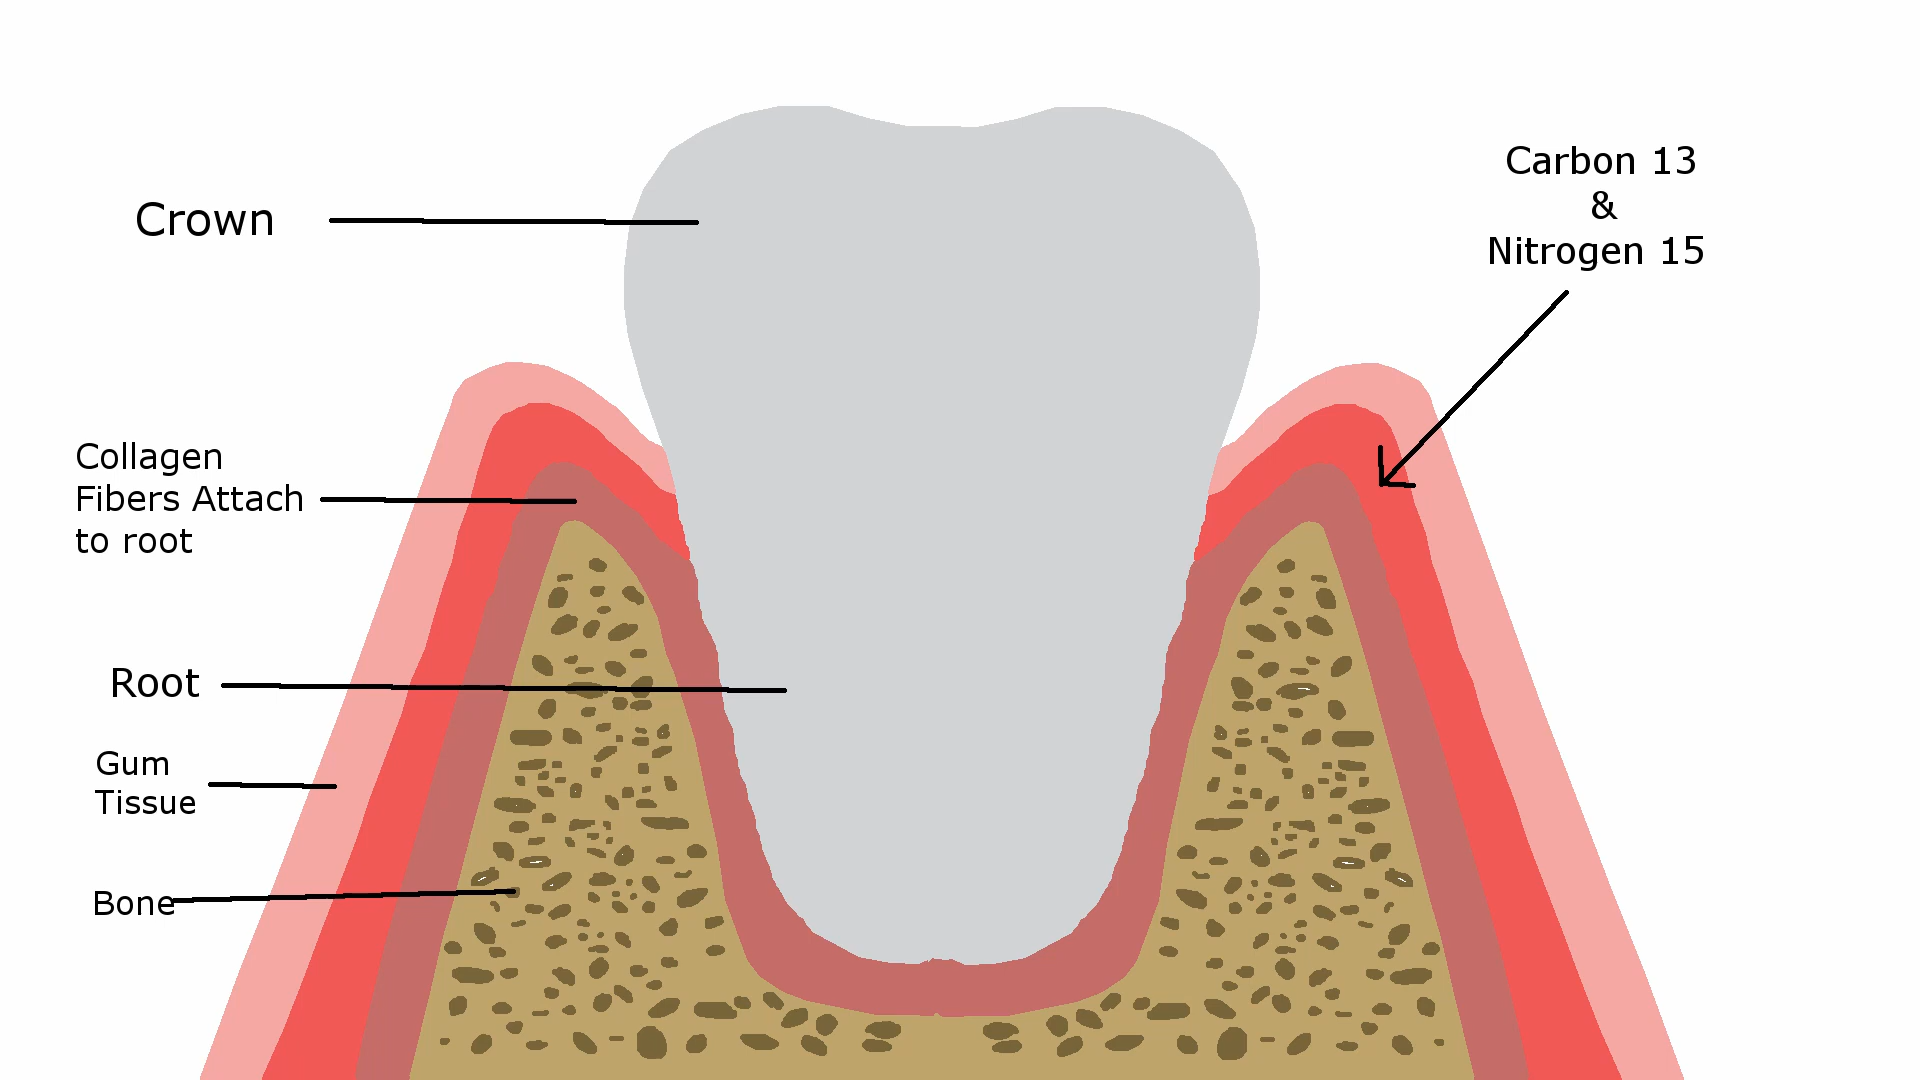 Crown
Carbon 13
&
Nitrogen 15
Collagen
Fibers Attach
to root
Root
Gum
Tissue
Bone